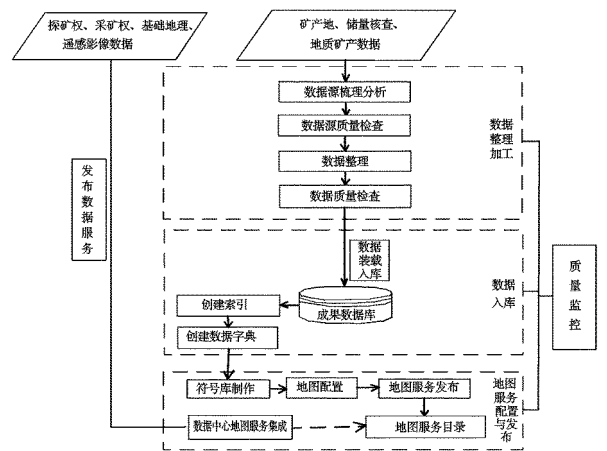 探矿权、采矿权、基础地理、
遥感影像数据
矿产地、储量核查、
地质矿产数据
数据源梳理分析
数据源质量检查
数据整理
数据质量检查
数据
整理
加工
发
布
数
据
服
务
数据
装载
入库
成果数据库
创建索引
创建数据字典
数据
入库
质
量
监
控
符号库制作
地图配置
地图服务发布
数据中心地图服务集成
地图服务目录
地图
服务
配置
与发
布